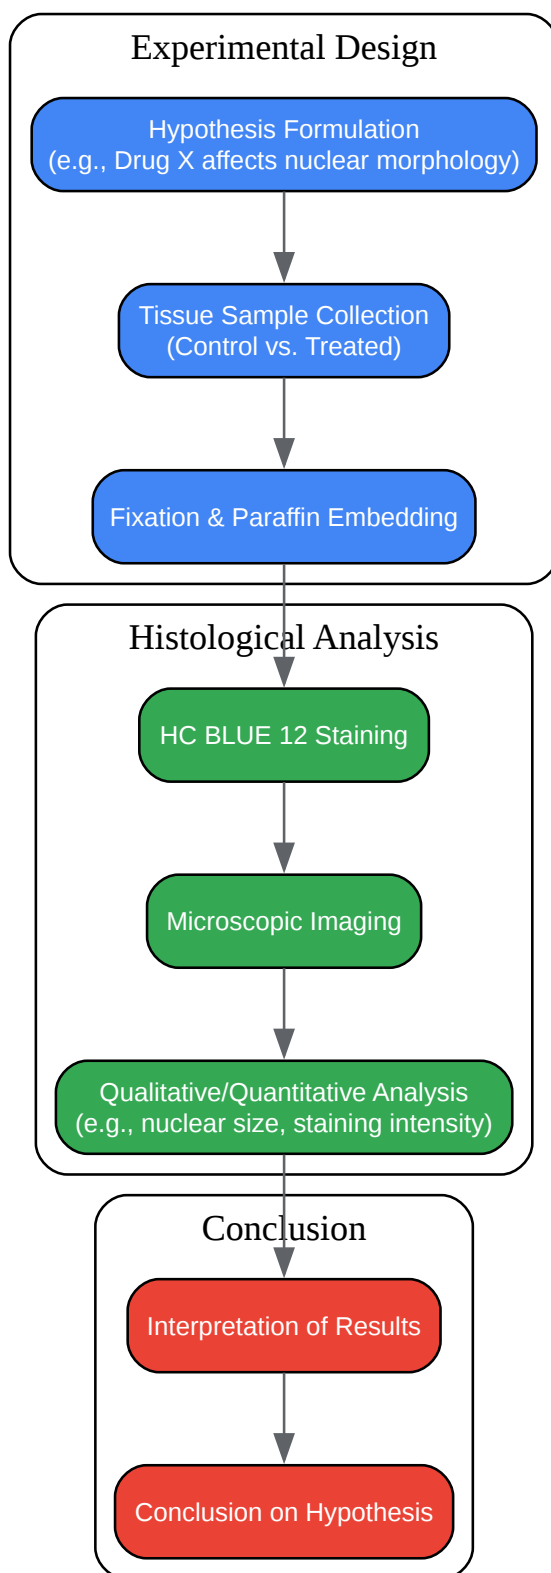 Experimental Design
Hypothesis Formulation
(e.g., Drug X affects nuclear morphology)
Tissue Sample Collection
(Control vs. Treated)
Fixation & Paraffin Embedding
Histological Analysis
HC BLUE 12 Staining
Microscopic Imaging
Qualitative/Quantitative Analysis
(e.g., nuclear size, staining intensity)
Conclusion
Interpretation of Results
Conclusion on Hypothesis